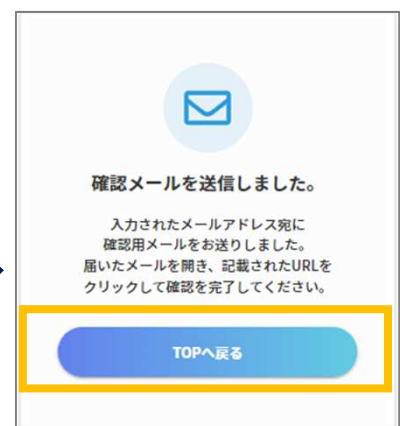 確認メールを送信しました。
入力されたメールアドレス宛に
確認用メールをお送りしました。
届いたメールを開き、記載されたURLを
クリックして確認を完了してください。
TOPへ戻る